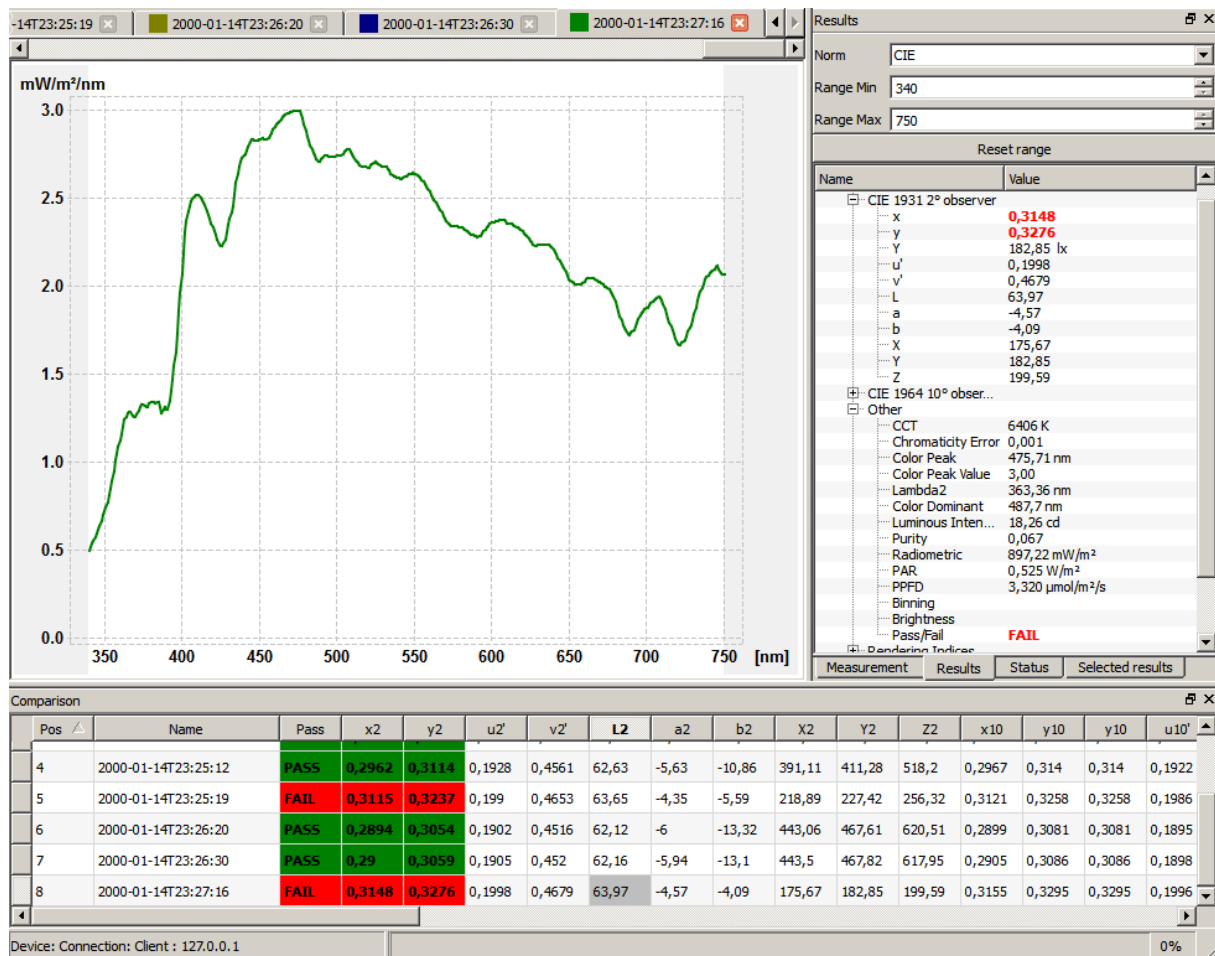 -14T23:25:19
2000-01-14T23:26:20
2000-01-14T23:26:30
2000-01-14T23:27:16
mW/m²/nm
3.0
2.5
2.0
1.5
1.0
0.5
0.0
350 400 450 500 550 600 650 700 750 [nm]
Results
Norm CIE
Range Min 340
Range Max 750
Reset range
Name Value
CIE 1931 2° observer
x 0,3148
y 0,3276
Y 182,85 lx
u' 0,1998
v' 0,4679
L 63,97
a -4,57
b -4,09
X 175,67
Y 182,85
Z 199,59
CIE 1964 10° obser...
Other
CCT 6406 K
Chromaticity Error 0,001
Color Peak 475,71 nm
Color Peak Value 3,00
Lambda2 363,36 nm
Color Dominant 487,7 nm
Luminous Inten... 18,26 cd
Purity 0,067
Radiometric 897,22 mW/m²
PAR 0,525 W/m²
PPFD 3,320 µmol/m²/s
Binning
Brightness
Pass/Fail FAIL
Rendering Indices
Measurement Results Status Selected results
Comparison
Pos Name Pass x2 y2 u2' v2' L2 a2 b2 X2 Y2 Z2 x10 y10 y10 u10'
4 2000-01-14T23:25:12 PASS 0,2962 0,3114 0,1928 0,4561 62,63 -5,63 -10,86 391,11 411,28 518,2 0,2967 0,314 0,314 0,1922
5 2000-01-14T23:25:19 FAIL 0,3115 0,3237 0,199 0,4653 63,65 -4,35 -5,59 218,89 227,42 256,32 0,3121 0,3258 0,3258 0,1986
6 2000-01-14T23:26:20 PASS 0,2894 0,3054 0,1902 0,4516 62,12 -6 -13,32 443,06 467,61 620,51 0,2899 0,3081 0,3081 0,1895
7 2000-01-14T23:26:30 PASS 0,29 0,3059 0,1905 0,452 62,16 -5,94 -13,1 443,5 467,82 617,95 0,2905 0,3086 0,3086 0,1898
8 2000-01-14T23:27:16 FAIL 0,3148 0,3276 0,1998 0,4679 63,97 -4,57 -4,09 175,67 182,85 199,59 0,3155 0,3295 0,3295 0,1996
Device: Connection: Client : 127.0.0.1
0%